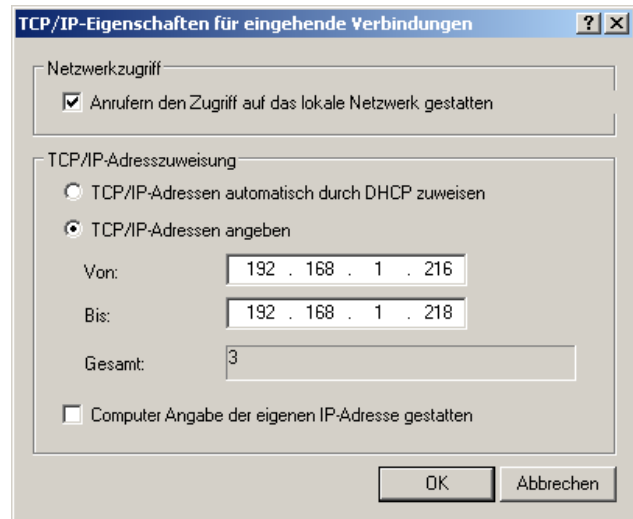 TCP/IP-Eigenschaften für eingehende Verbindungen
Netzwerkzugriff
Anrufern den Zugriff auf das lokale Netzwerk gestatten
TCP/IP-Adresszuweisung
TCP/IP-Adressen automatisch durch DHCP zuweisen
TCP/IP-Adressen angeben
Von: 192 . 168 . 1 . 216
Bis: 192 . 168 . 1 . 218
Gesamt: 3
Computer Angabe der eigenen IP-Adresse gestatten
OK Abbrechen